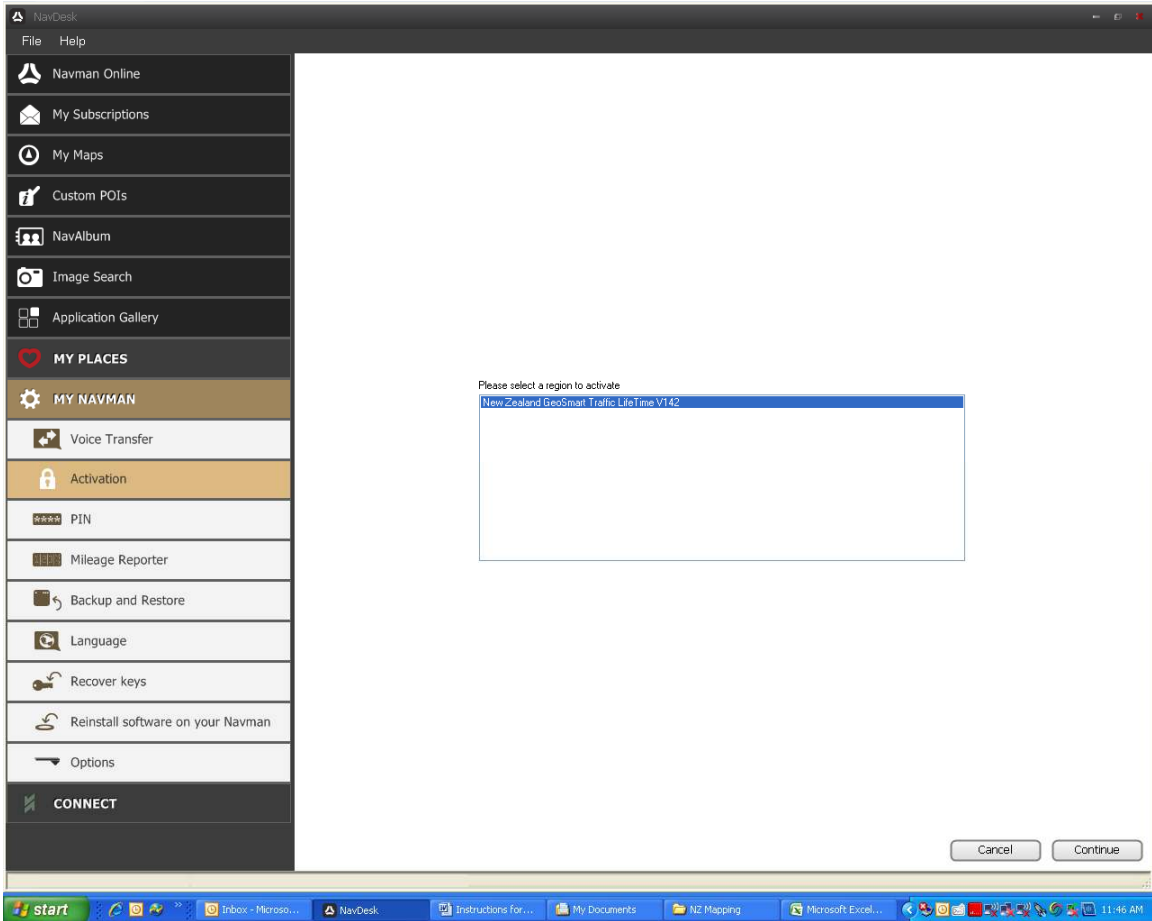 NavDesk
File Help
Navman Online
My Subscriptions
My Maps
Custom POIs
NavAlbum
Image Search
Application Gallery
MY PLACES
MY NAVMAN
Voice Transfer
Activation
PIN
Mileage Reporter
Backup and Restore
Language
Recover keys
Reinstall software on your Navman
Options
CONNECT
Please select a region to activate
New Zealand GeoSmart Traffic LifeTime V142
Cancel Continue
start Inbox - Microso... NavDesk Instructions for... My Documents NZ Mapping Microsoft Excel... 11:46 AM